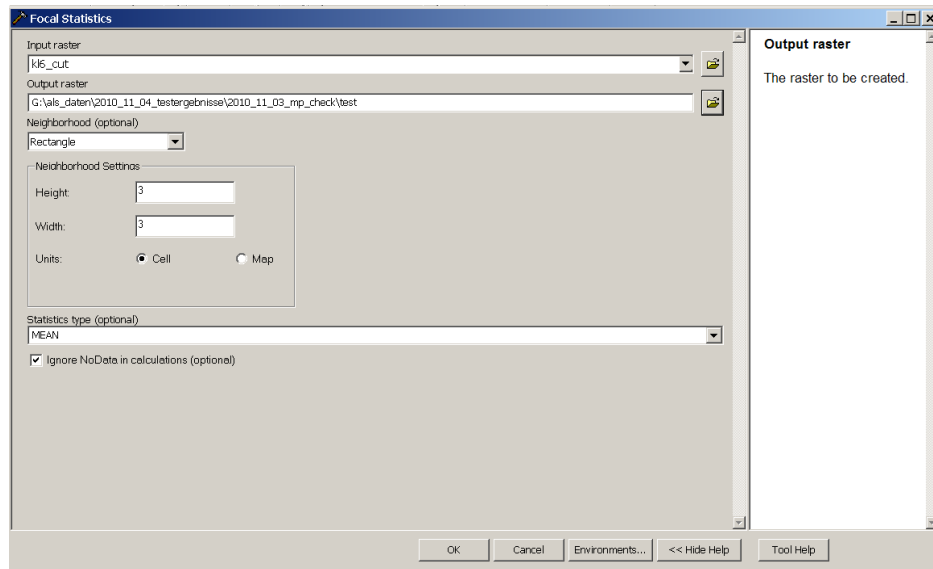 Focal Statistics
Input raster
kl6_cut
Output raster
G:\als_daten\2010_11_04_testergebnisse\2010_11_03_mp_check\test
Neighborhood (optional)
Rectangle
Neighborhood Settings
Height:
3
Width:
3
Units:
Cell
Map
Statistics type (optional)
MEAN
Ignore NoData in calculations (optional)
OK
Cancel
Environments...
<< Hide Help
Tool Help
Output raster
The raster to be created.